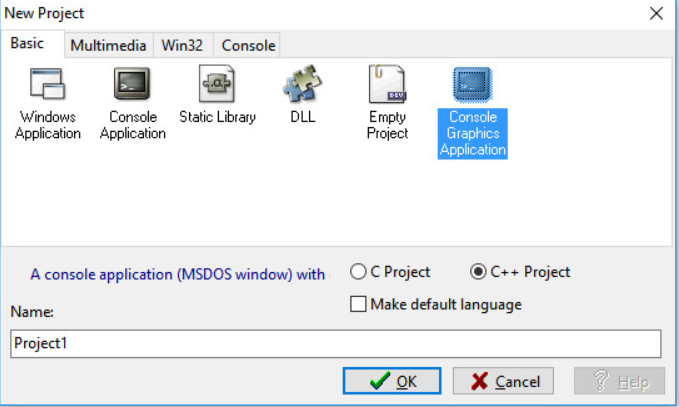 New Project
Basic
Multimedia
Win32
Console
Windows
Application
Console
Application
Static Library
DLL
Empty
Project
Console
Graphics
Application
A console application (MSDOS window) with
C Project
C++ Project
Make default language
Name:
Project1
OK
Cancel
Help